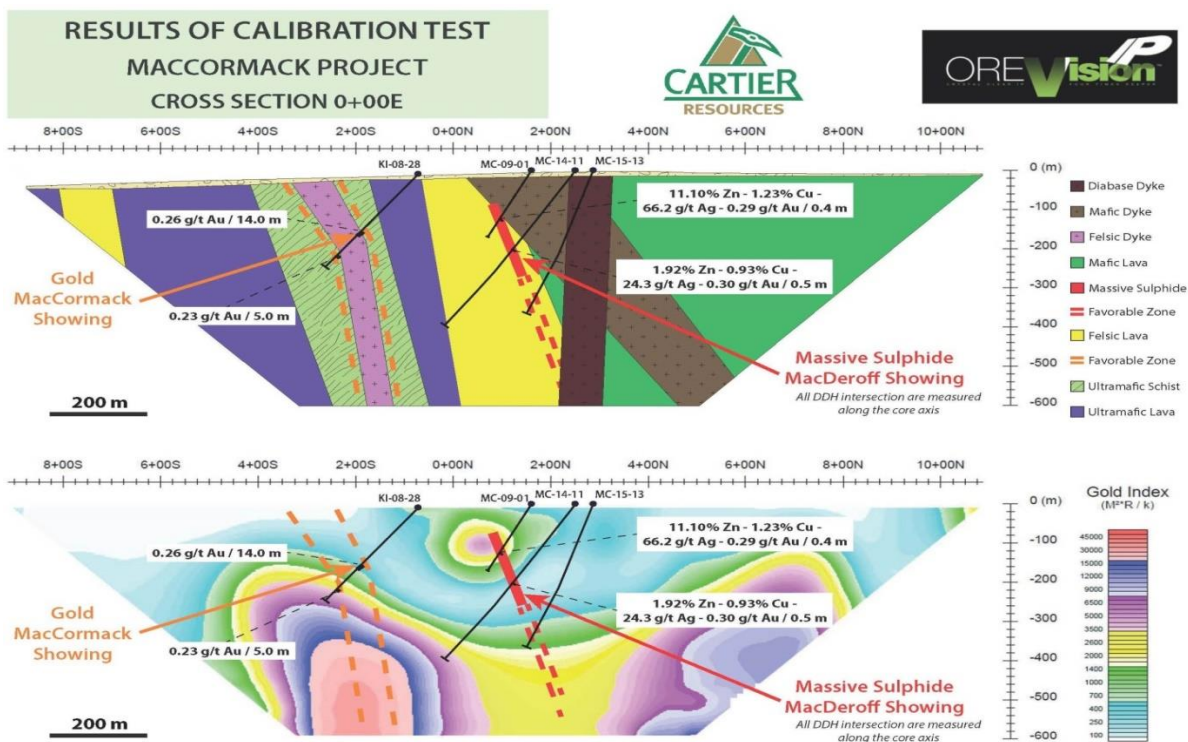 RESULTS OF CALIBRATION TEST
MACCORMACK PROJECT
CROSS SECTION 0+00E
CARTIER
RESOURCES
OREVision IP
8+00S 6+00S 4+00S 2+00S 0+00N 2+00N 4+00N 6+00N 8+00N 10+00N
KI-08-28 MC-09-01 MC-14-11 MC-15-13
0 (m)
-100
-200
-300
-400
-500
-600
0.26 g/t Au / 14.0 m
Gold
MacCormack
Showing
0.23 g/t Au / 5.0 m
11.10% Zn - 1.23% Cu -
66.2 g/t Ag - 0.29 g/t Au / 0.4 m
1.92% Zn - 0.93% Cu -
24.3 g/t Ag - 0.30 g/t Au / 0.5 m
Massive Sulphide
MacDeroff Showing
All DDH intersection are measured
along the core axis
200 m
Diabase Dyke
Mafic Dyke
Felsic Dyke
Mafic Lava
Massive Sulphide
Favorable Zone
Felsic Lava
Favorable Zone
Ultramafic Schist
Ultramafic Lava
8+00S 6+00S 4+00S 2+00S 0+00N 2+00N 4+00N 6+00N 8+00N 10+00N
KI-08-28 MC-09-01 MC-14-11 MC-15-13
0 (m)
-100
-200
-300
-400
-500
-600
0.26 g/t Au / 14.0 m
Gold
MacCormack
Showing
0.23 g/t Au / 5.0 m
11.10% Zn - 1.23% Cu -
66.2 g/t Ag - 0.29 g/t Au / 0.4 m
1.92% Zn - 0.93% Cu -
24.3 g/t Ag - 0.30 g/t Au / 0.5 m
Massive Sulphide
MacDeroff Showing
All DDH intersection are measured
along the core axis
200 m
Gold Index
(M²*R / k)
45000
30000
15000
12000
9000
6500
5000
3500
2600
2000
1400
1000
700
400
250
100